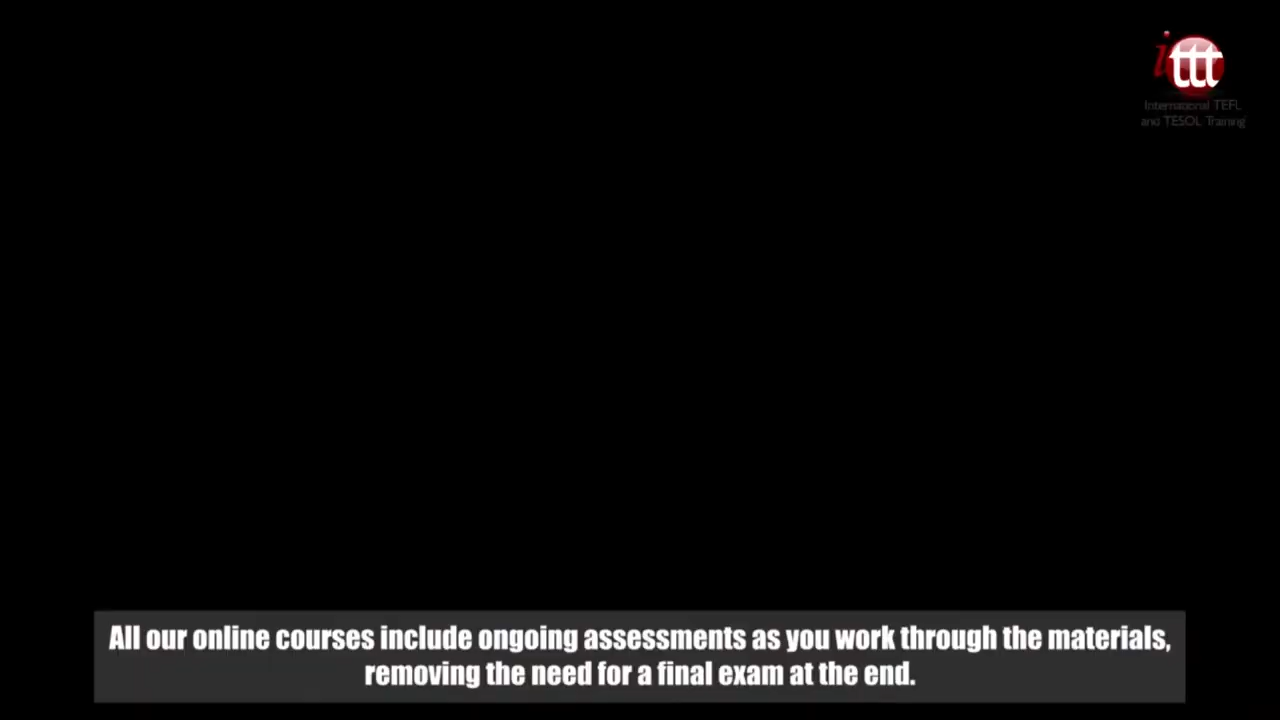 ittt
International TEFL
and TESOL Training
All our online courses include ongoing assessments as you work through the materials,
removing the need for a final exam at the end.